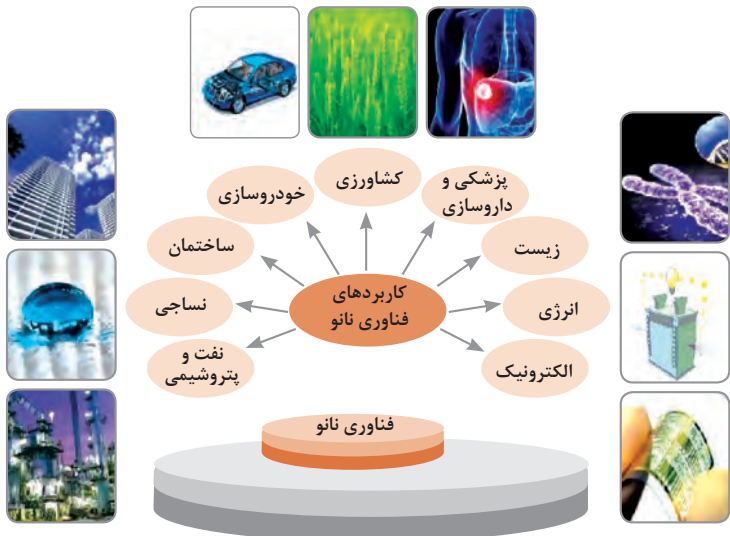 کشاورزی
پزشکی و
داروسازی
خودروسازی
زیست
ساختمان
انرژی
کاربردهای
فناوری نانو
نساجی
الکترونیک
نفت و
پتروشیمی
فناوری نانو